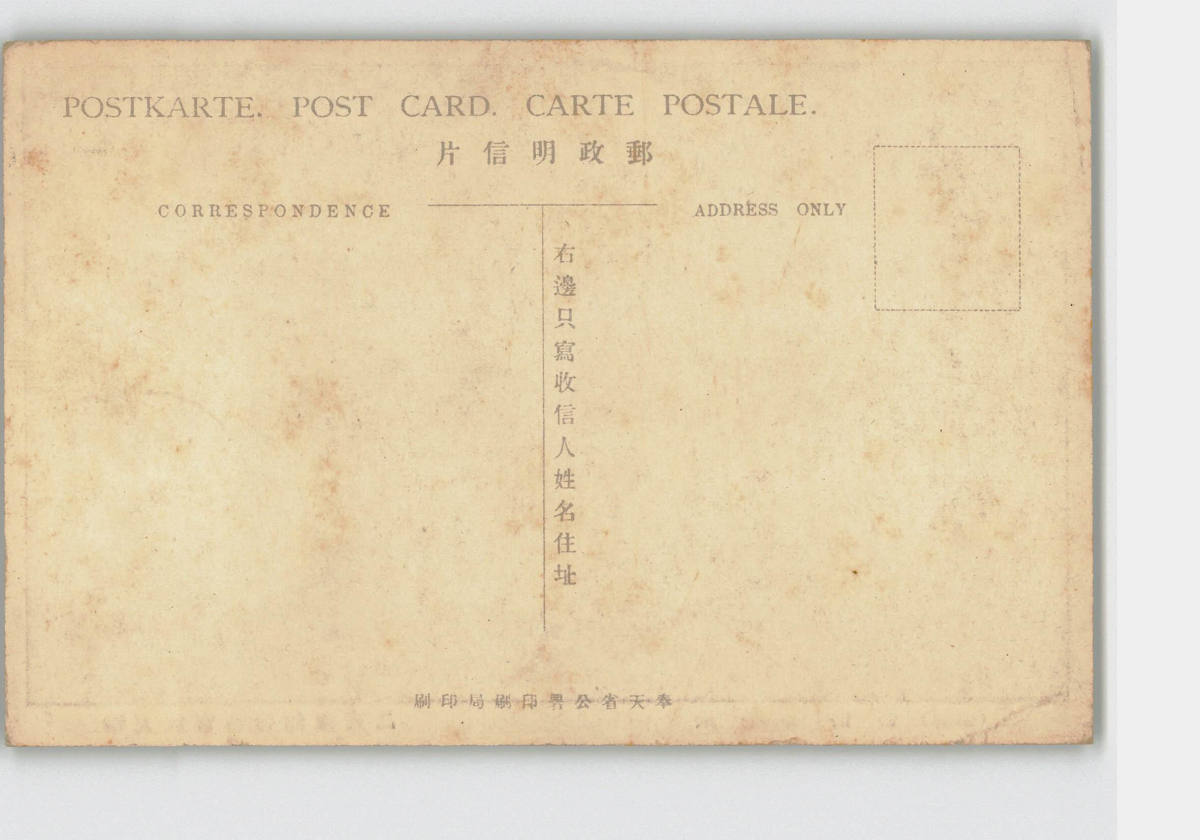 POSTKARTE. POST CARD. CARTE POSTALE.
郵政明信片
CORRESPONDENCE
ADDRESS ONLY
右邊只寫收信人姓名住址
奉天省公署印刷局印刷